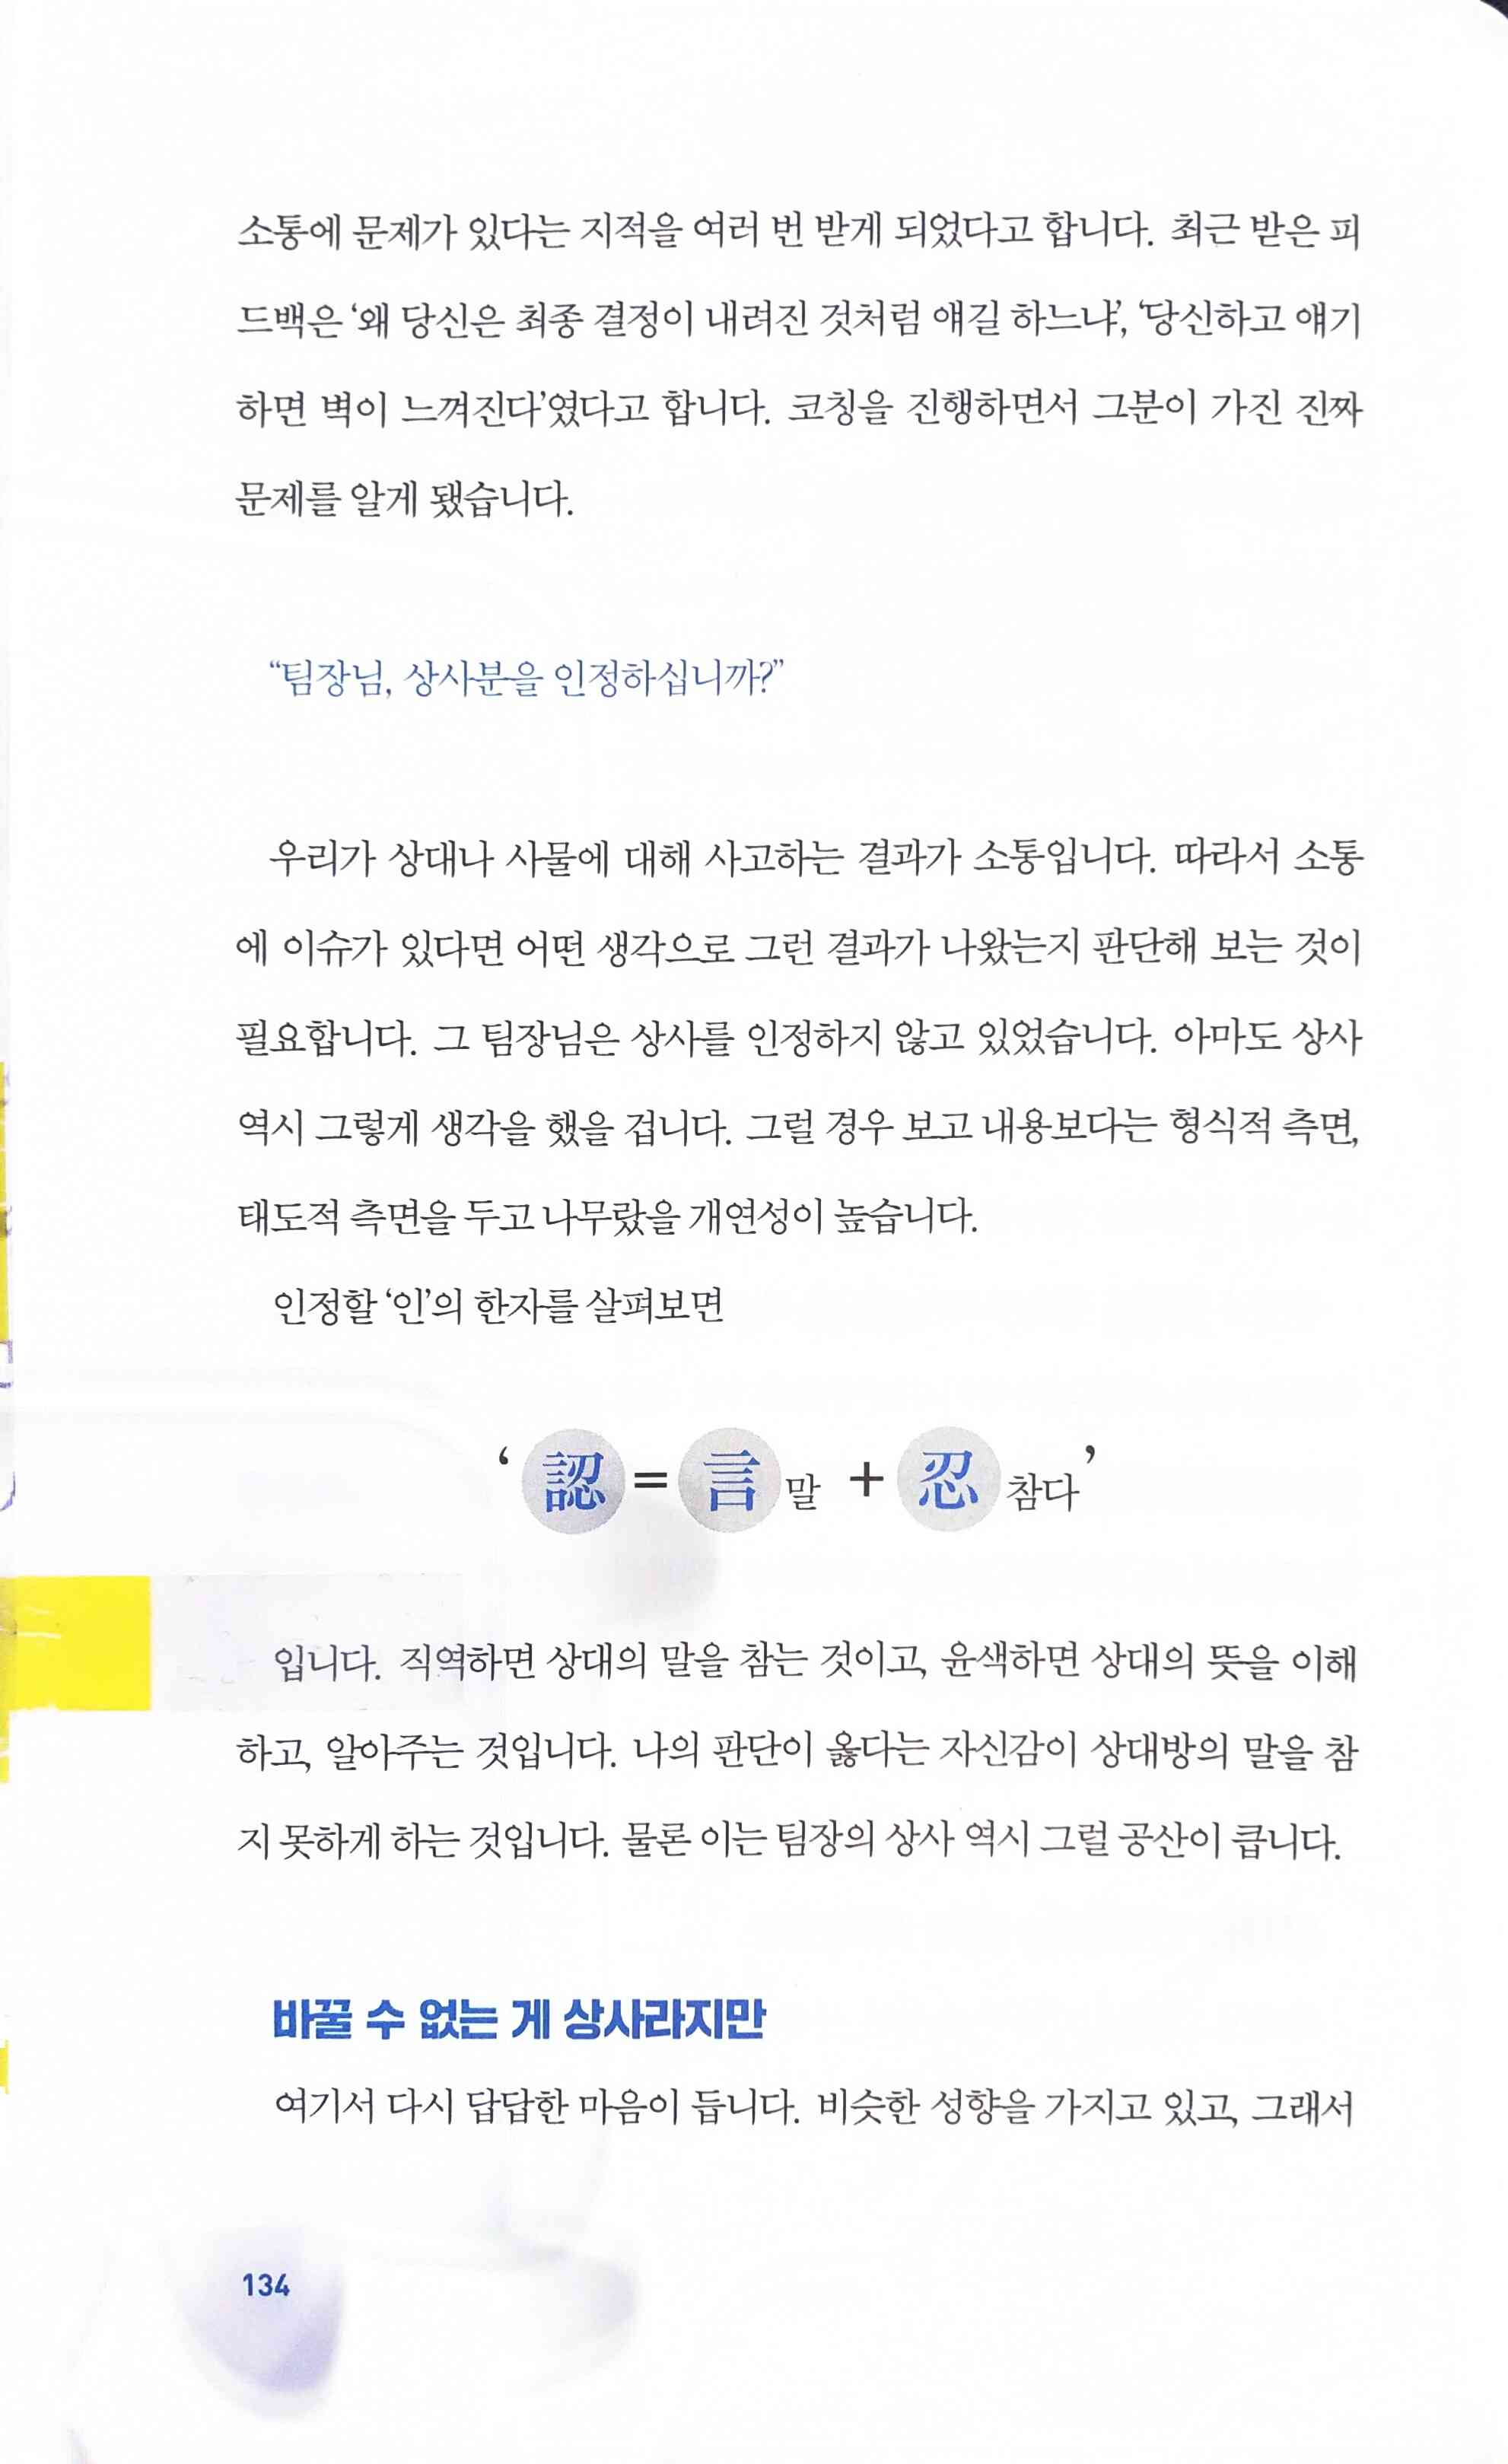 소통에 문제가 있다는 지적을 여러 번 받게 되었다고 합니다. 최근 받은 피
드백은 ‘왜 당신은 최종 결정이 내려진 것처럼 얘길 하느냐’, ‘당신하고 얘기
하면 벽이 느껴진다’였다고 합니다. 코칭을 진행하면서 그분이 가진 진짜
문제를 알게 됐습니다.
“팀장님, 상사분을 인정하십니까?”
우리가 상대나 사물에 대해 사고하는 결과가 소통입니다. 따라서 소통
에 이슈가 있다면 어떤 생각으로 그런 결과가 나왔는지 판단해 보는 것이
필요합니다. 그 팀장님은 상사를 인정하지 않고 있었습니다. 아마도 상사
역시 그렇게 생각을 했을 겁니다. 그럴 경우 보고 내용보다는 형식적 측면,
태도적 측면을 두고 나무랐을 개연성이 높습니다.
인정할 ‘인’의 한자를 살펴보면
‘認 = 言 말 + 忍 참다’
입니다. 직역하면 상대의 말을 참는 것이고, 윤색하면 상대의 뜻을 이해
하고, 알아주는 것입니다. 나의 판단이 옳다는 자신감이 상대방의 말을 참
지 못하게 하는 것입니다. 물론 이는 팀장의 상사 역시 그럴 공산이 큽니다.
바꿀 수 없는 게 상사라지만
여기서 다시 답답한 마음이 듭니다. 비슷한 성향을 가지고 있고, 그래서
134